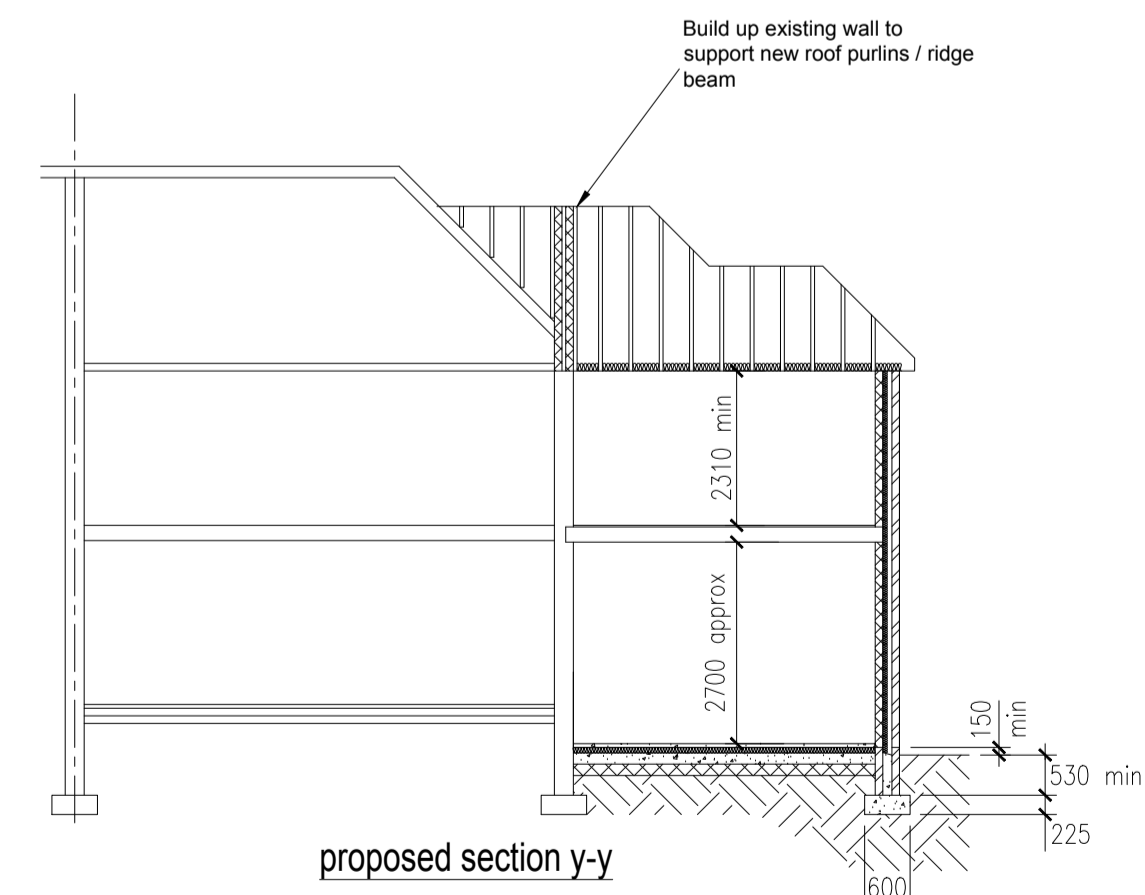 Build up existing wall to
support new roof purlins / ridge
beam
2310 min
2700 approx
150
min
530 min
225
600
proposed section y-y